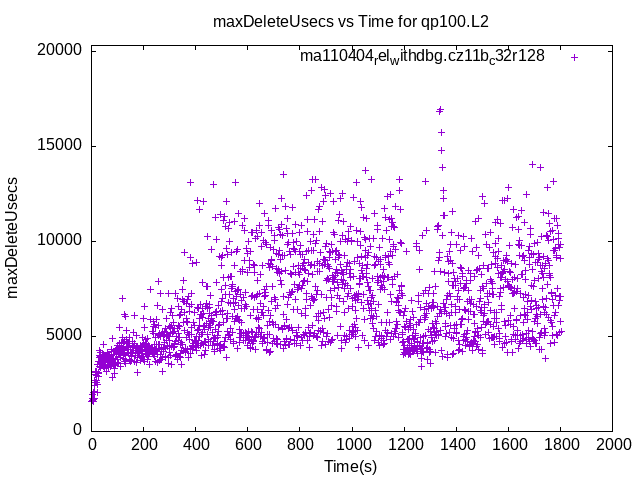 maxDeleteUsecs vs Time for qp100.L2
ma110404relwithdbg.cz11bc32r128
20000
15000
10000
5000
0
maxDeleteUsecs
0 200 400 600 800 1000 1200 1400 1600 1800 2000
Time(s)